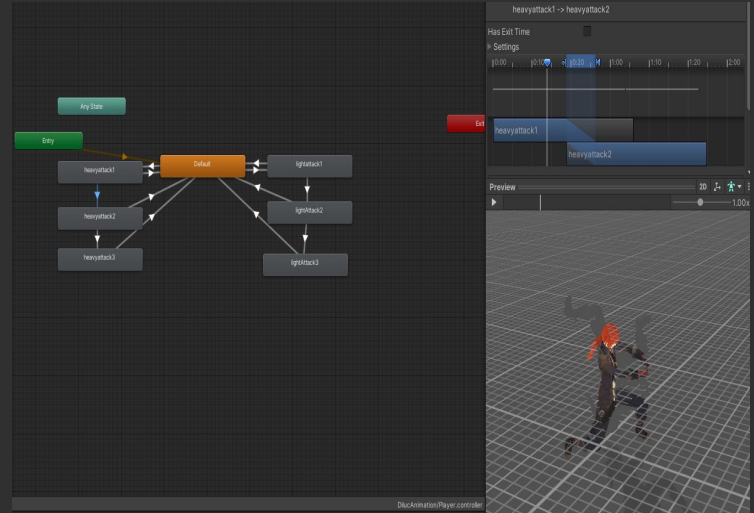 heavyattack1 -> heavyattack2
Has Exit Time
Settings
0:00 0:10 0:20 1:00 1:10 1:20 2:00
heavyattack1
heavyattack2
Any State
Entry
Exit
heavyattack1
Default
lightattack1
heavyattack2
lightAttack2
heavyattack3
lightAttack3
Preview
2D
1.00x
DilucAnimation/Player.controller